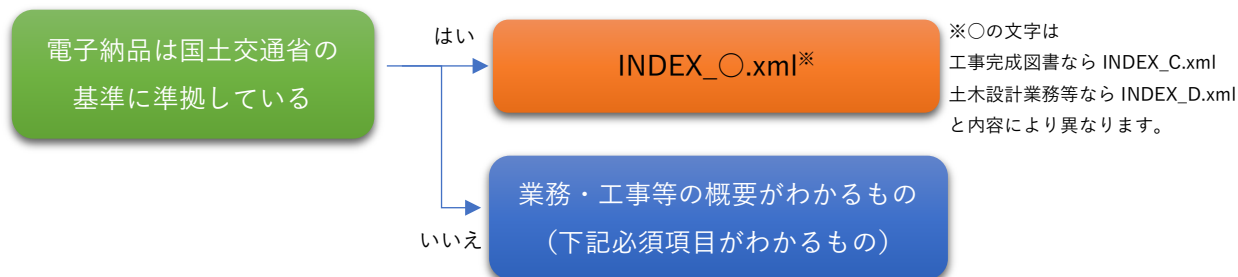 電子納品は国土交通省の
基準に準拠している
はい
INDEX_○.xml※
※○の文字は
工事完成図書なら INDEX_C.xml
土木設計業務等なら INDEX_D.xml
と内容により異なります。
いいえ
業務・工事等の概要がわかるもの
（下記必須項目がわかるもの）